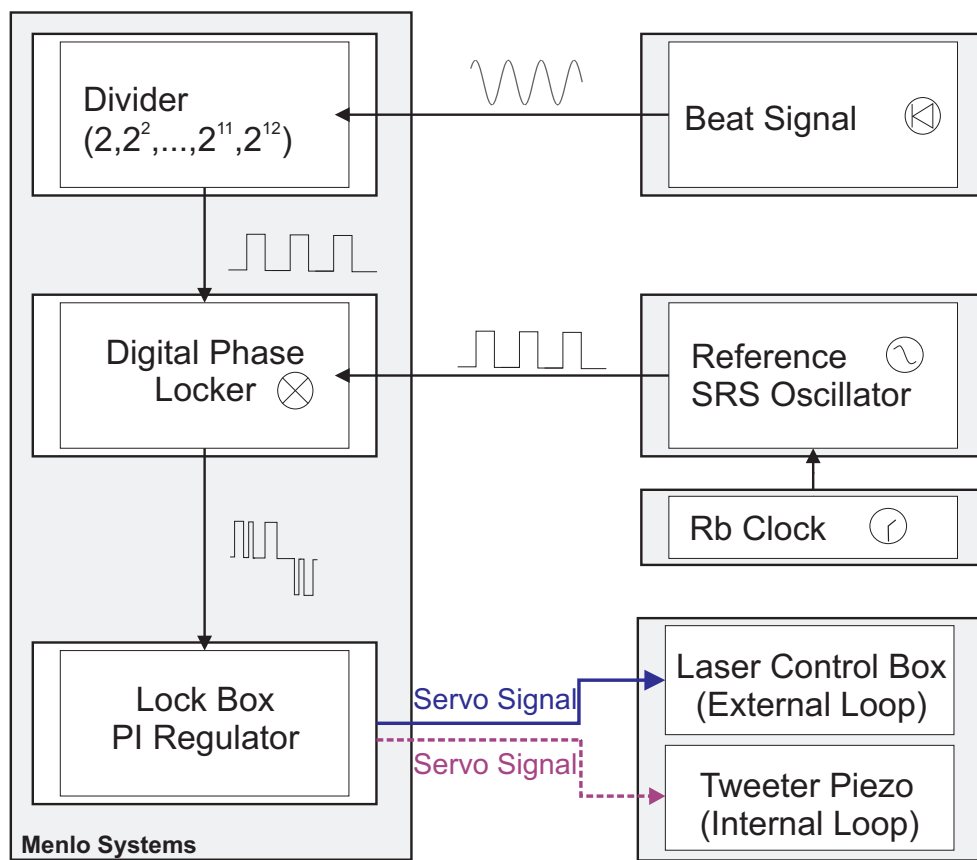 Divider
(2,2²,...,2¹¹,2¹²)
Beat Signal
Digital Phase
Locker
Reference
SRS Oscillator
Rb Clock
Lock Box
PI Regulator
Servo Signal
Servo Signal
Laser Control Box
(External Loop)
Tweeter Piezo
(Internal Loop)
Menlo Systems